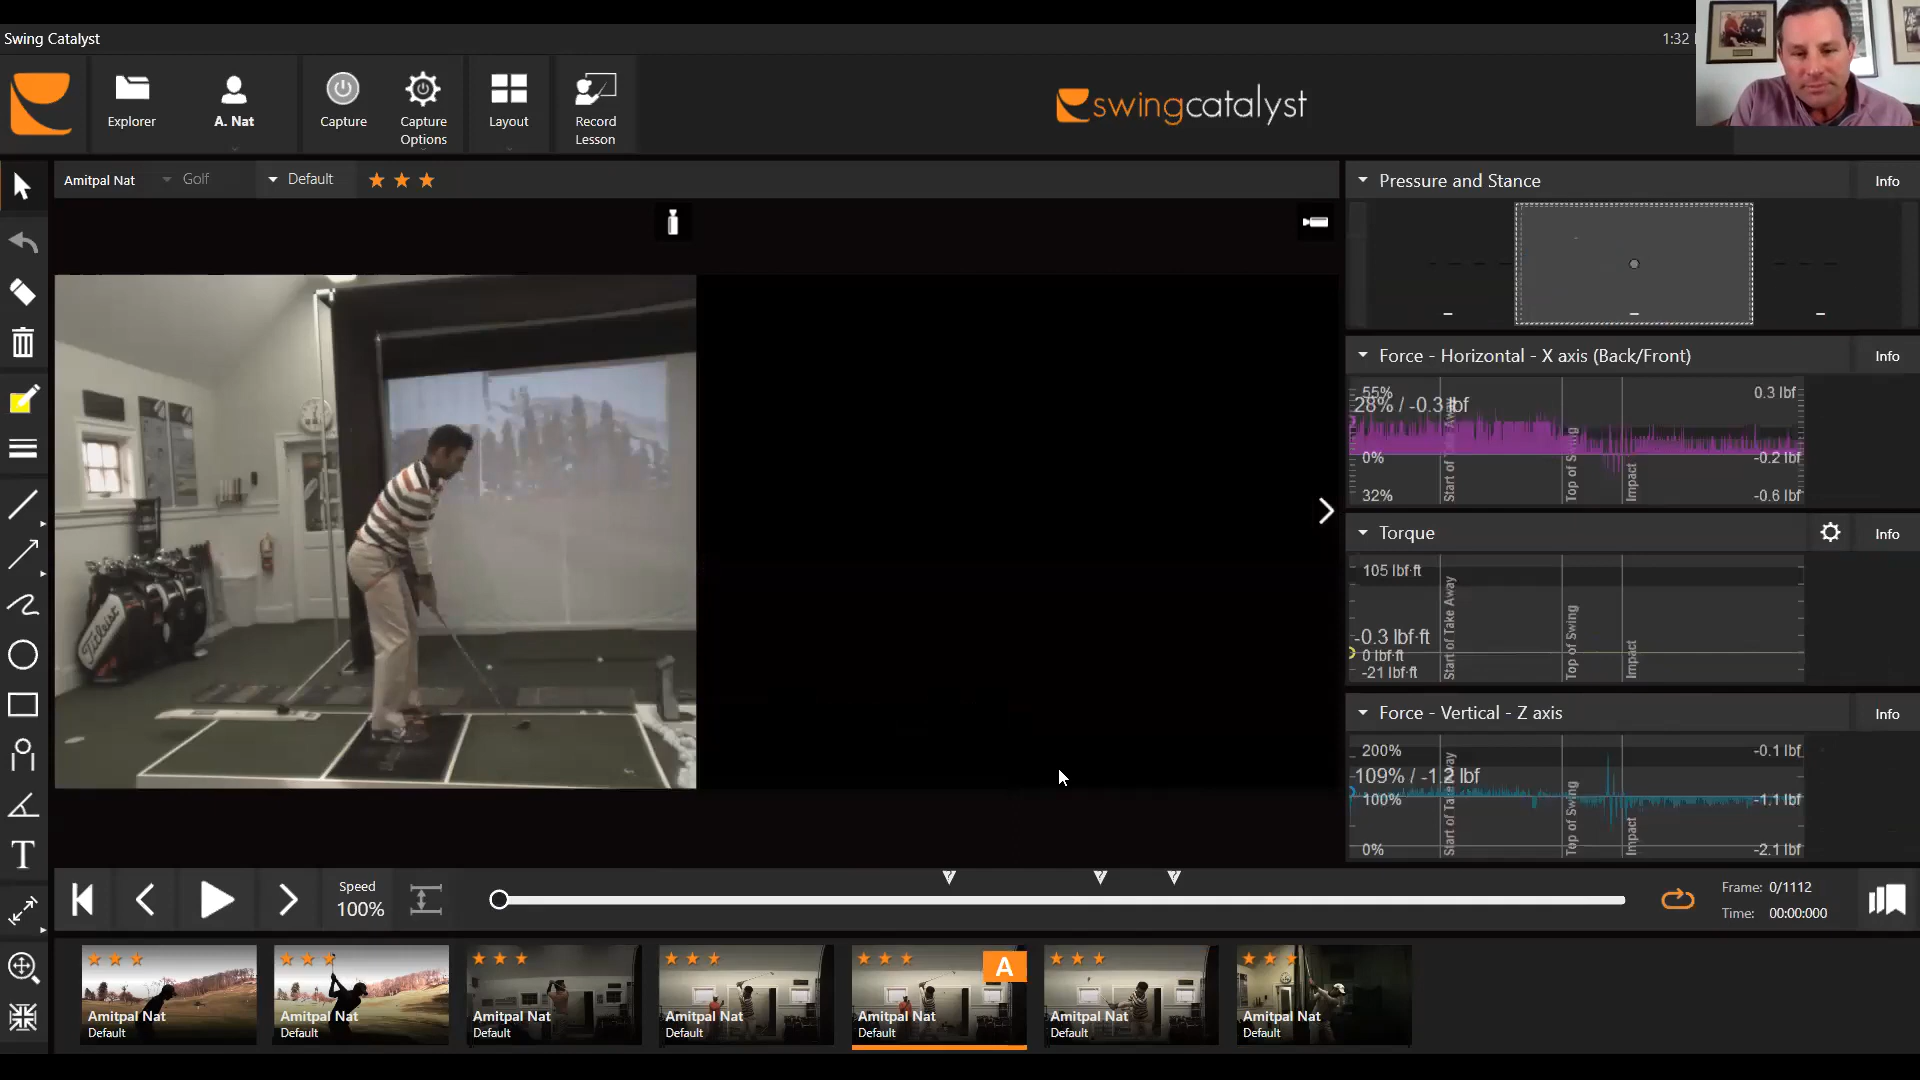 Swing Catalyst
1:32
Explorer
A. Nat
Capture
Capture Options
Layout
Record Lesson
swingcatalyst
Amitpal Nat
Golf
Default
Pressure and Stance
Info
Force - Horizontal - X axis (Back/Front)
Info
55%
0.3 lbf
28% / -0.3 lbf
0%
-0.2 lbf
32%
-0.6 lbf
Top of Swing
Impact
Torque
Info
105 lbf·ft
-0.3 lbf·ft
0 lbf·ft
-21 lbf·ft
Start of Take Away
Top of Swing
Impact
Force - Vertical - Z axis
Info
200%
-0.1 lbf
109% / -1.2 lbf
100%
-1.1 lbf
0%
-2.1 lbf
Start of Take Away
Top of Swing
Impact
Titleist
T
Speed
100%
Frame: 0/1112
Time: 00:00:000
A
Amitpal Nat
Default
Amitpal Nat
Default
Amitpal Nat
Default
Amitpal Nat
Default
Amitpal Nat
Default
Amitpal Nat
Default
Amitpal Nat
Default